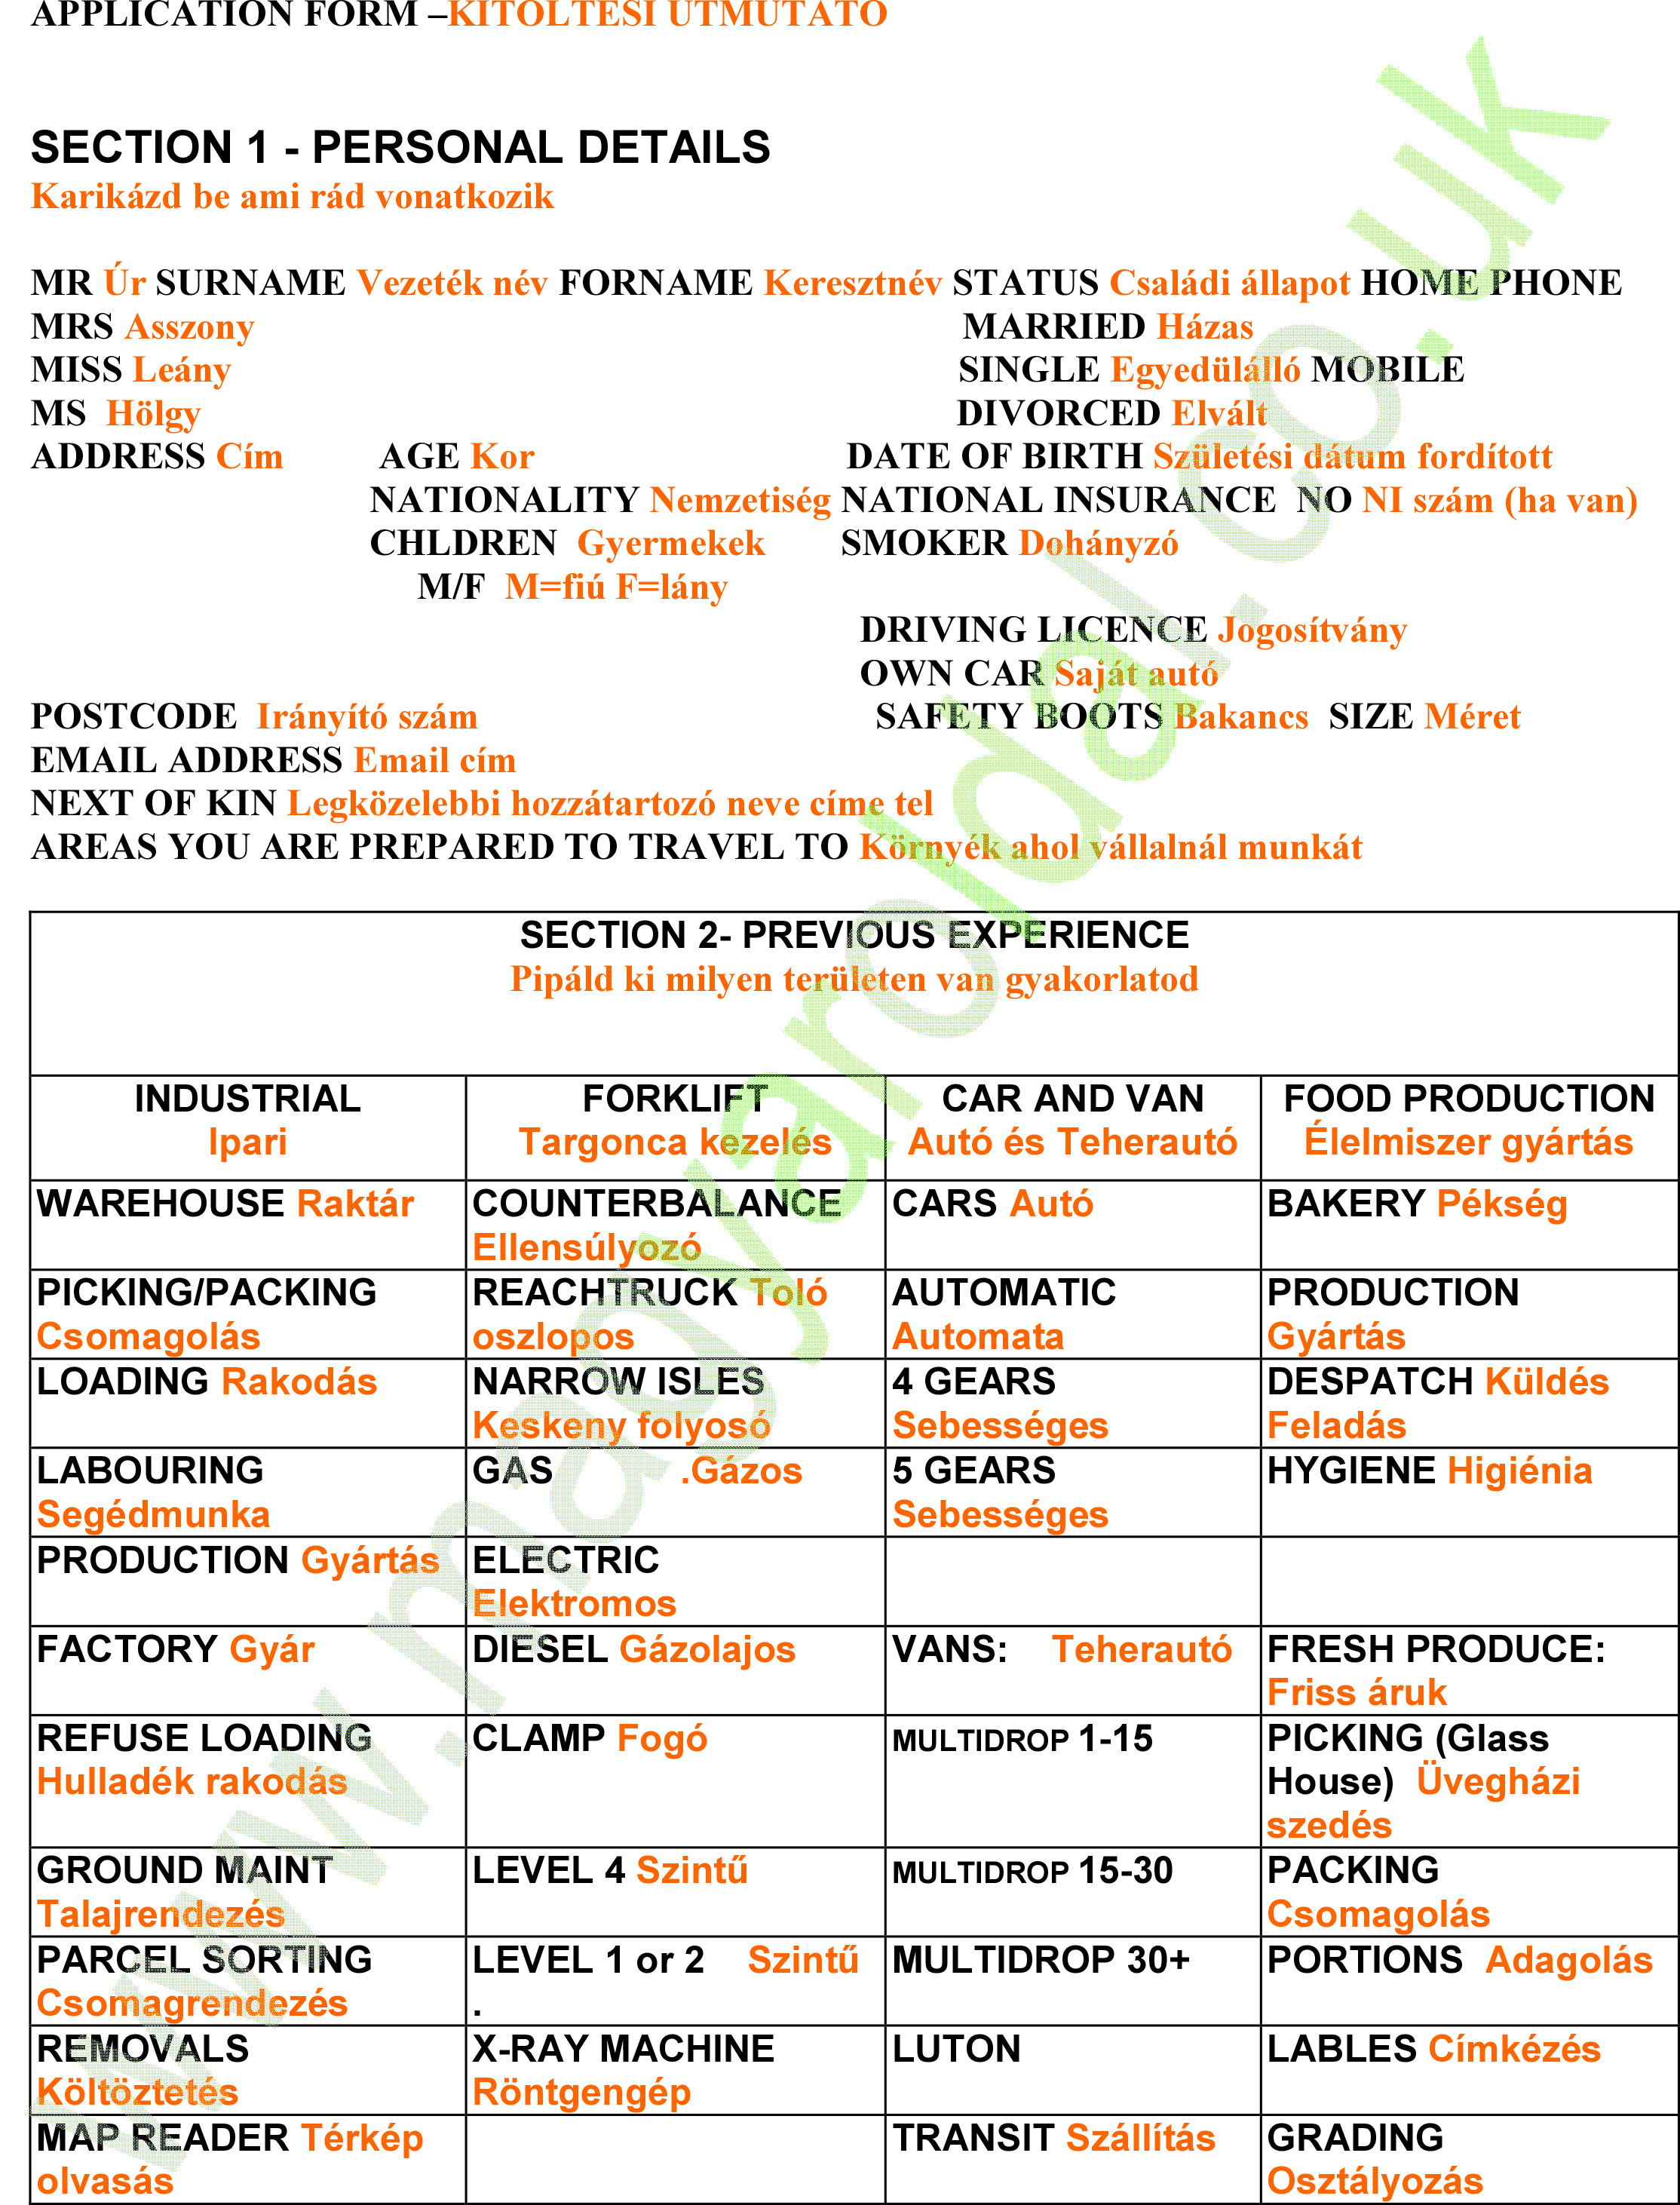 APPLICATION FORM –KITÖLTÉSI ÚTMUTATÓ
SECTION 1 - PERSONAL DETAILS
Karikázd be ami rád vonatkozik
MR Úr SURNAME Vezeték név FORNAME Keresztnév STATUS Családi állapot HOME PHONE
MRS Asszony MARRIED Házas
MISS Leány SINGLE Egyedülálló MOBILE
MS Hölgy DIVORCED Elvált
ADDRESS Cím AGE Kor DATE OF BIRTH Születési dátum fordított
NATIONALITY Nemzetiség NATIONAL INSURANCE NO NI szám (ha van)
CHLDREN Gyermekek SMOKER Dohányzó
M/F M=fiú F=lány
DRIVING LICENCE Jogosítvány
OWN CAR Saját autó
POSTCODE Irányító szám SAFETY BOOTS Bakancs SIZE Méret
EMAIL ADDRESS Email cím
NEXT OF KIN Legközelebbi hozzátartozó neve címe tel
AREAS YOU ARE PREPARED TO TRAVEL TO Környék ahol vállalnál munkát
SECTION 2- PREVIOUS EXPERIENCE
Pipáld ki milyen területen van gyakorlatod
INDUSTRIAL FORKLIFT CAR AND VAN FOOD PRODUCTION
Ipari Targonca kezelés Autó és Teherautó Élelmiszer gyártás
WAREHOUSE Raktár COUNTERBALANCE CARS Autó BAKERY Pékség
Ellensúlyozó
PICKING/PACKING REACHTRUCK Toló AUTOMATIC PRODUCTION
Csomagolás oszlopos Automata Gyártás
LOADING Rakodás NARROW ISLES 4 GEARS DESPATCH Küldés
Keskeny folyosó Sebességes Feladás
LABOURING GAS .Gázos 5 GEARS HYGIENE Higiénia
Segédmunka Sebességes
PRODUCTION Gyártás ELECTRIC
Elektromos
FACTORY Gyár DIESEL Gázolajos VANS: Teherautó FRESH PRODUCE:
Friss áruk
REFUSE LOADING CLAMP Fogó MULTIDROP 1-15 PICKING (Glass
Hulladék rakodás House) Üvegházi
szedés
GROUND MAINT LEVEL 4 Szintű MULTIDROP 15-30 PACKING
Talajrendezés Csomagolás
PARCEL SORTING LEVEL 1 or 2 Szintű MULTIDROP 30+ PORTIONS Adagolás
Csomagrendezés .
REMOVALS X-RAY MACHINE LUTON LABLES Címkézés
Költöztetés Röntgengép
MAP READER Térkép TRANSIT Szállítás GRADING
olvasás Osztályozás
www.magyaroldal.co.uk